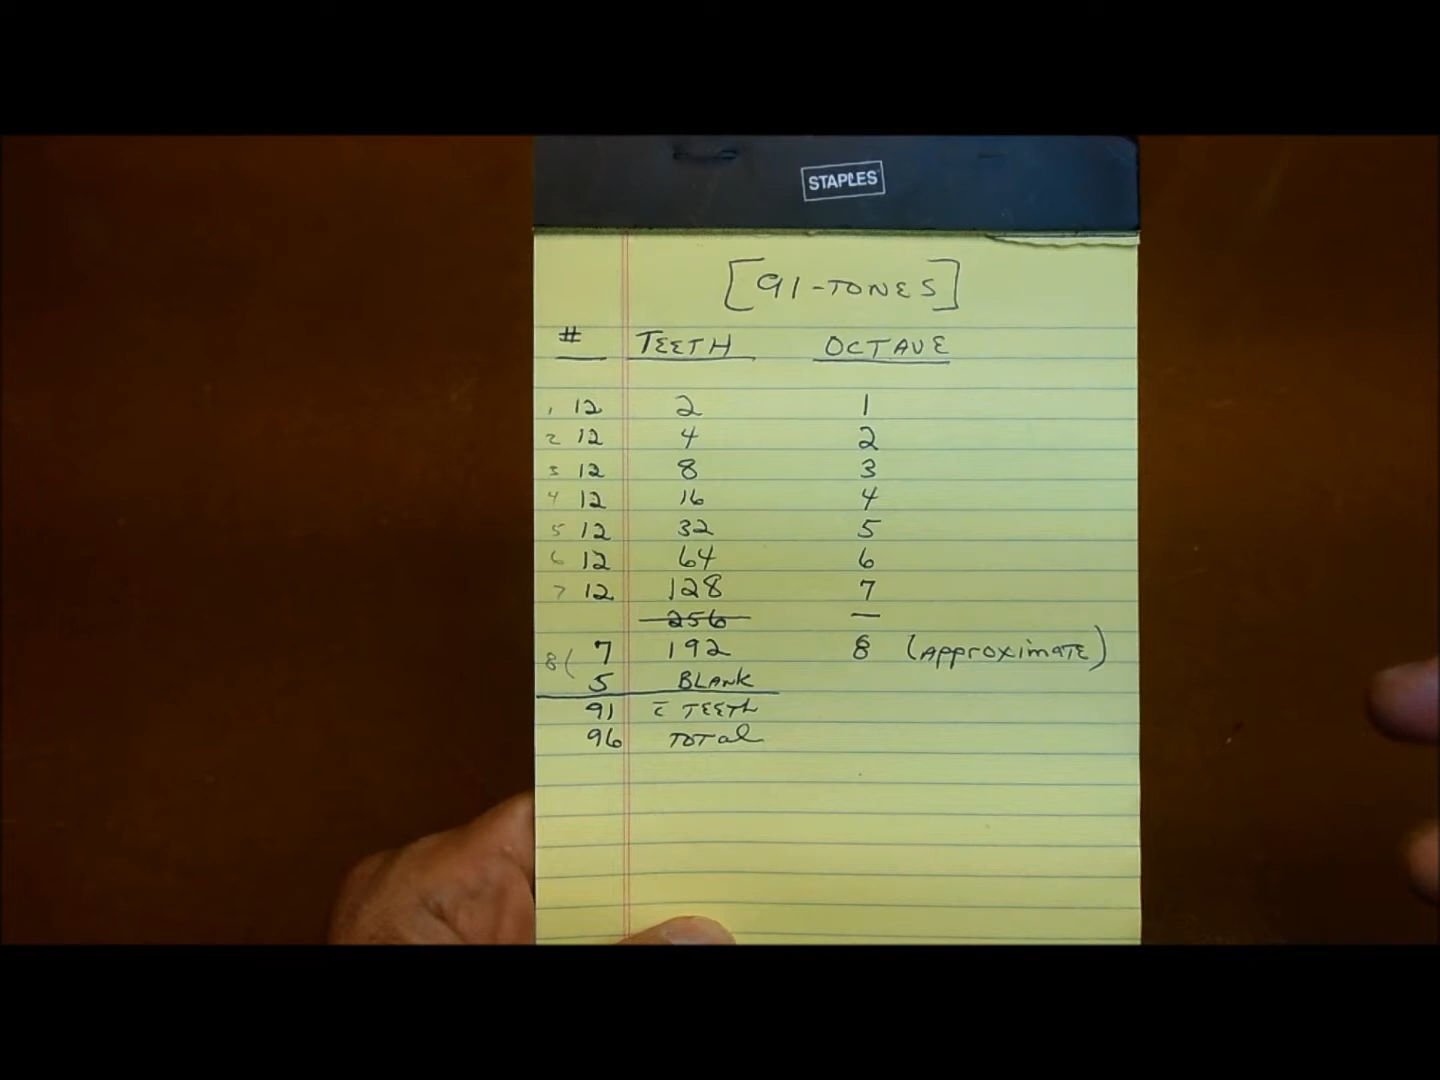 STAPLES
[91-TONES]
# TEETH OCTAVE
1 12 2 1
2 12 4 2
3 12 8 3
4 12 16 4
5 12 32 5
6 12 64 6
7 12 128 7
256 —
8( 7 192 8 (APPROXIMATE)
5 BLANK
91 c̄ TEETH
96 TOTAL